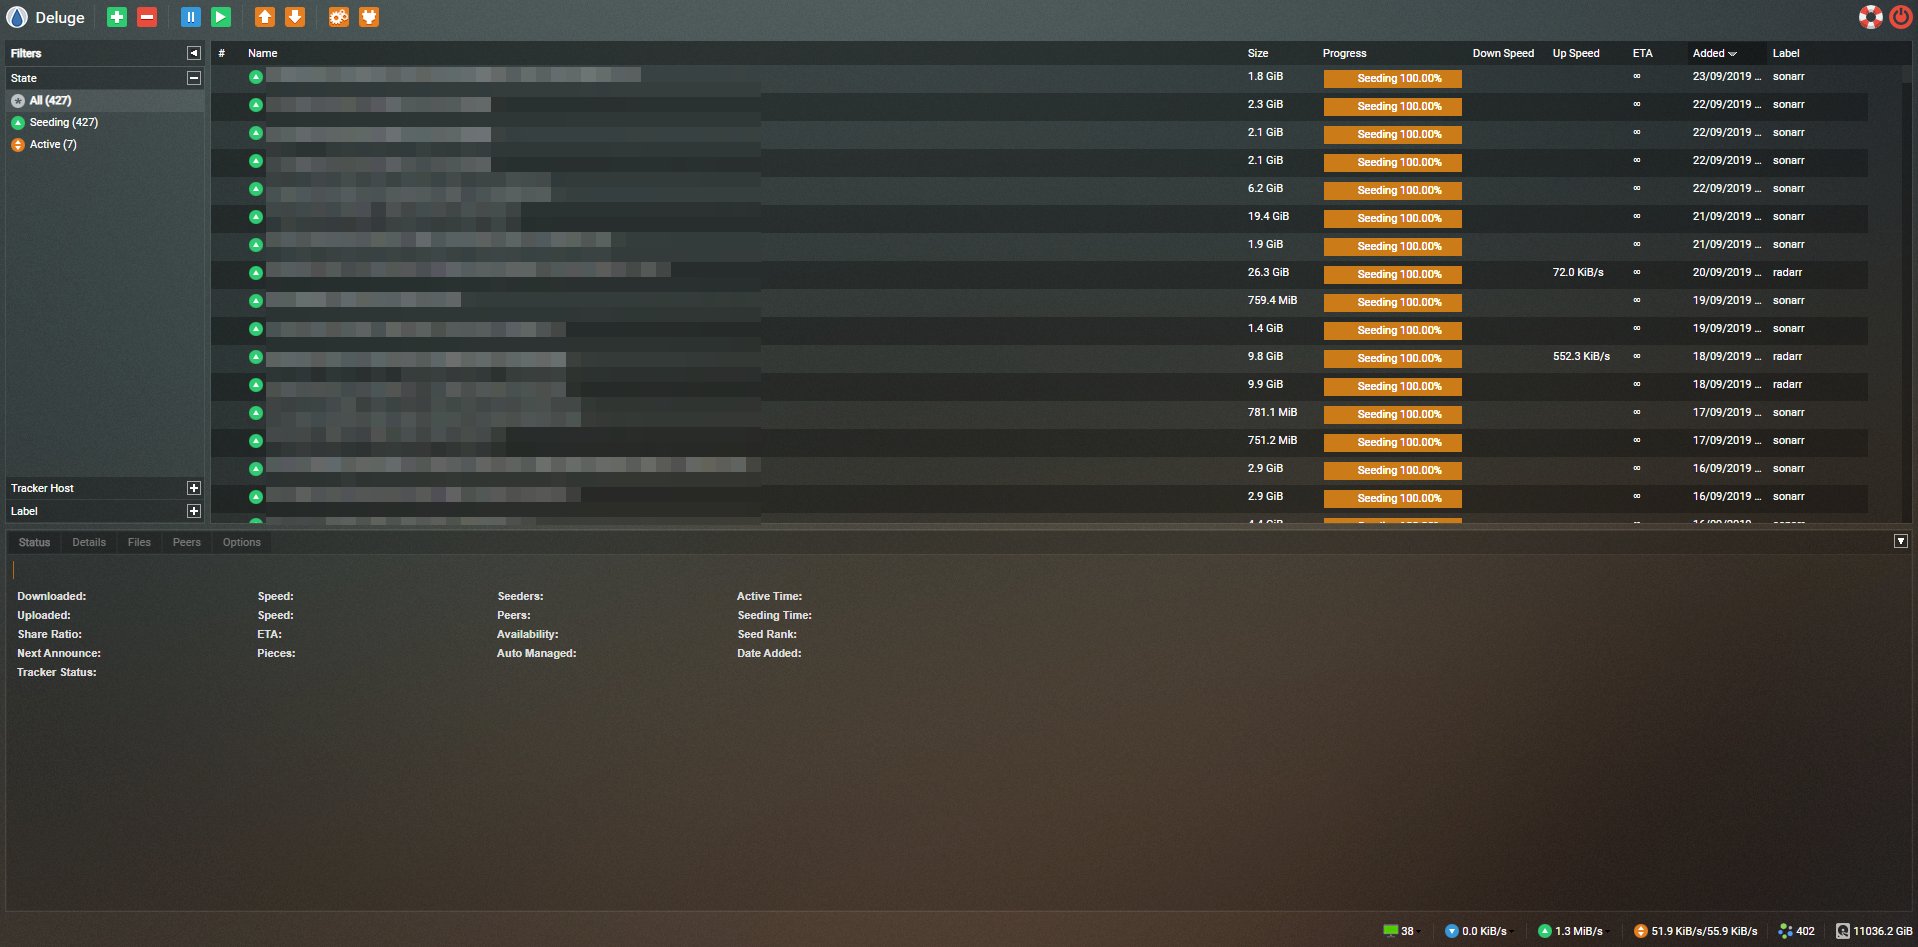 Deluge
Filters
State
All (427)
Seeding (427)
Active (7)
Tracker Host
Label
# Name Size Progress Down Speed Up Speed ETA Added Label
1.8 GiB Seeding 100.00% ∞ 23/09/2019 ... sonarr
2.3 GiB Seeding 100.00% ∞ 22/09/2019 ... sonarr
2.1 GiB Seeding 100.00% ∞ 22/09/2019 ... sonarr
2.1 GiB Seeding 100.00% ∞ 22/09/2019 ... sonarr
6.2 GiB Seeding 100.00% ∞ 22/09/2019 ... sonarr
19.4 GiB Seeding 100.00% ∞ 21/09/2019 ... sonarr
1.9 GiB Seeding 100.00% ∞ 21/09/2019 ... sonarr
26.3 GiB Seeding 100.00% 72.0 KiB/s ∞ 20/09/2019 ... radarr
759.4 MiB Seeding 100.00% ∞ 19/09/2019 ... sonarr
1.4 GiB Seeding 100.00% ∞ 19/09/2019 ... sonarr
9.8 GiB Seeding 100.00% 552.3 KiB/s ∞ 18/09/2019 ... radarr
9.9 GiB Seeding 100.00% ∞ 18/09/2019 ... radarr
781.1 MiB Seeding 100.00% ∞ 17/09/2019 ... sonarr
751.2 MiB Seeding 100.00% ∞ 17/09/2019 ... sonarr
2.9 GiB Seeding 100.00% ∞ 16/09/2019 ... sonarr
2.9 GiB Seeding 100.00% ∞ 16/09/2019 ... sonarr
Status Details Files Peers Options
Downloaded: Speed: Seeders: Active Time:
Uploaded: Speed: Peers: Seeding Time:
Share Ratio: ETA: Availability: Seed Rank:
Next Announce: Pieces: Auto Managed: Date Added:
Tracker Status:
38 0.0 KiB/s 1.3 MiB/s 51.9 KiB/s/55.9 KiB/s 402 11036.2 GiB